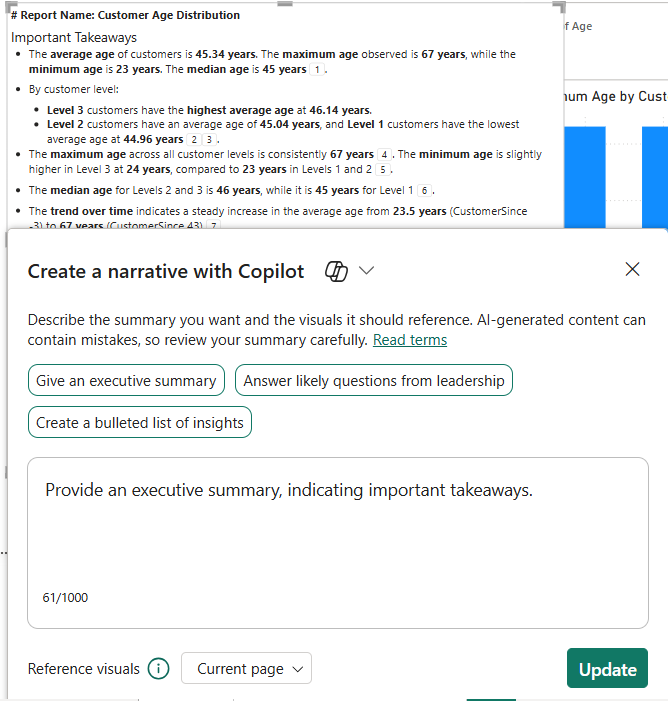 # Report Name: Customer Age Distribution
f Age
Important Takeaways
The average age of customers is 45.34 years. The maximum age observed is 67 years, while the
minimum age is 23 years. The median age is 45 years 1 .
By customer level:
num Age by Cust
Level 3 customers have the highest average age at 46.14 years.
Level 2 customers have an average age of 45.04 years, and Level 1 customers have the lowest
average age at 44.96 years 2 3 .
The maximum age across all customer levels is consistently 67 years 4 . The minimum age is slightly
higher in Level 3 at 24 years, compared to 23 years in Levels 1 and 2 5 .
The median age for Levels 2 and 3 is 46 years, while it is 45 years for Level 1 6 .
The trend over time indicates a steady increase in the average age from 23.5 years (CustomerSince
-3) to 67 years (CustomerSince 43) 7
Create a narrative with Copilot
Describe the summary you want and the visuals it should reference. AI-generated content can
contain mistakes, so review your summary carefully. Read terms
Give an executive summary
Answer likely questions from leadership
Create a bulleted list of insights
Provide an executive summary, indicating important takeaways.
61/1000
Reference visuals
Current page
Update